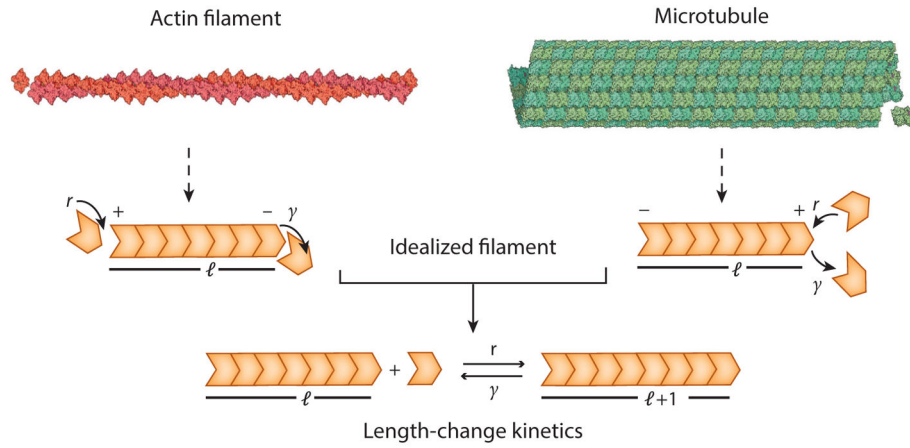 Actin filament
Microtubule
r
+
−
γ
ℓ
−
+
r
ℓ
γ
Idealized filament
ℓ
+
r
γ
ℓ+1
Length-change kinetics